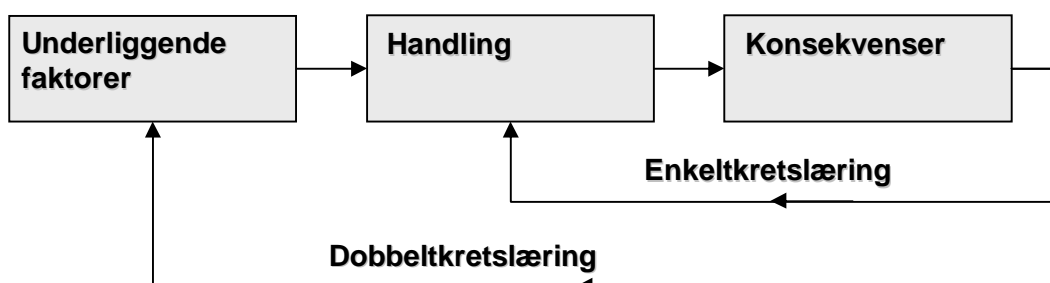 Underliggende
faktorer
Handling
Konsekvenser
Enkeltkretslæring
Dobbeltkretslæring